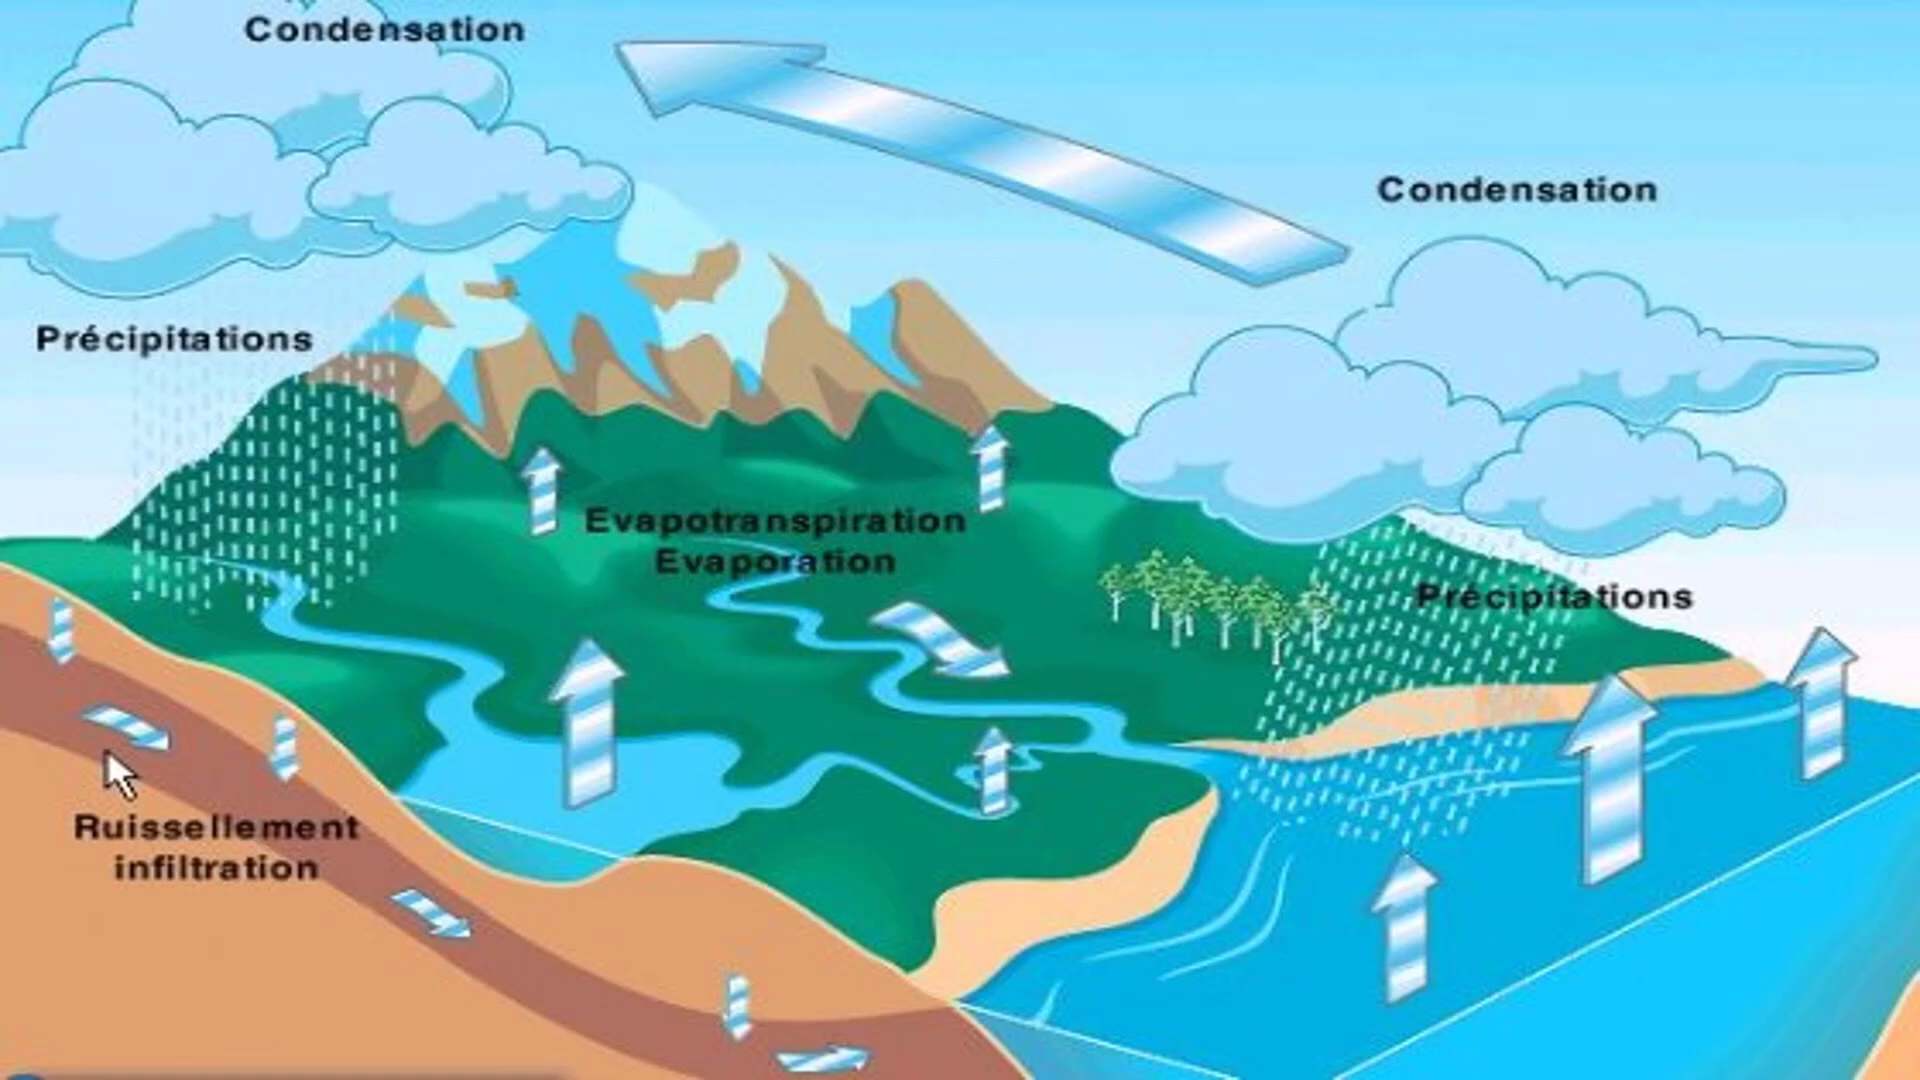 Condensation
Condensation
Précipitations
Evapotranspiration
Evaporation
Précipitations
Ruissellement
infiltration